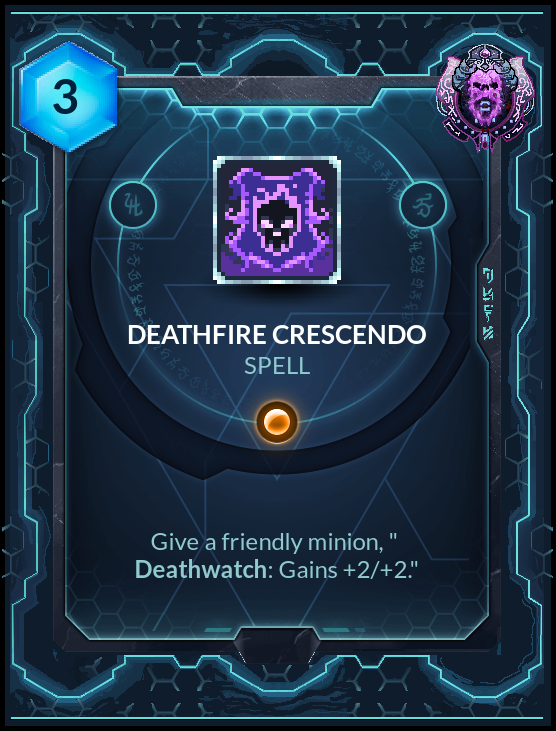 3
DEATHFIRE CRESCENDO
SPELL
Give a friendly minion, "
Deathwatch: Gains +2/+2."